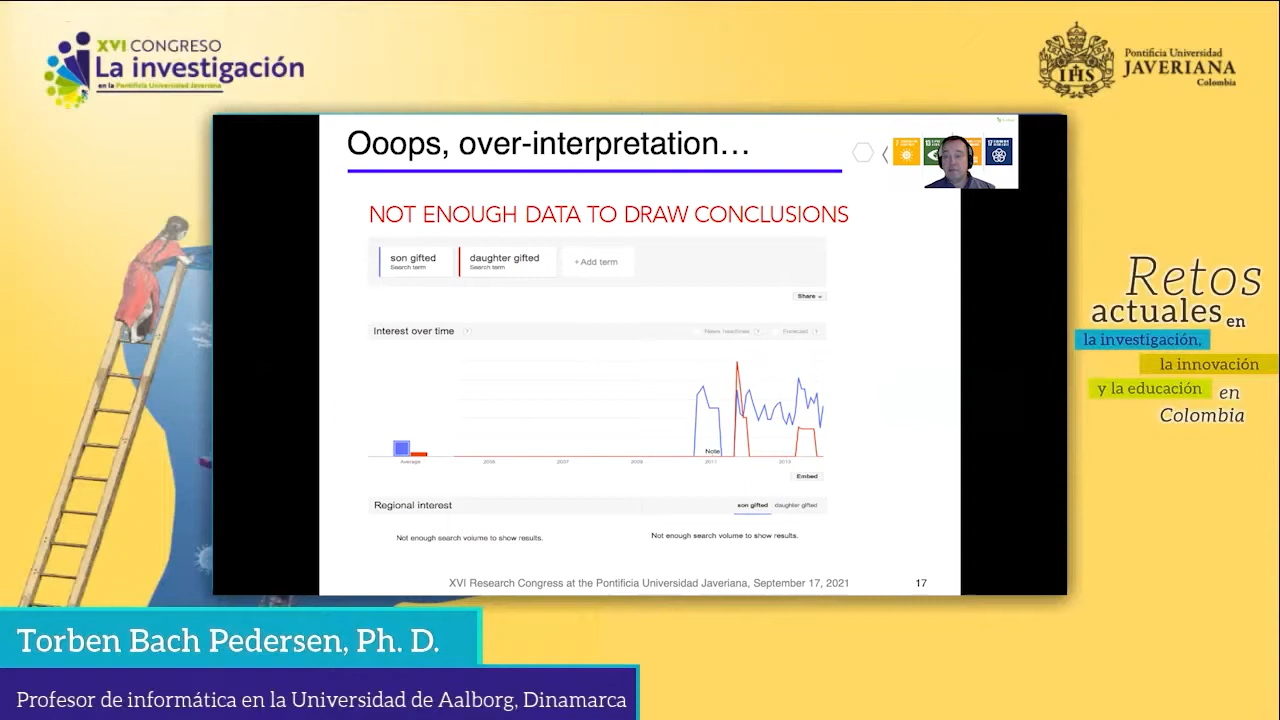 XVI CONGRESO
La investigación
en la Pontificia Universidad Javeriana
Pontificia Universidad
JAVERIANA
Colombia
IHS
Ooops, over-interpretation…
NOT ENOUGH DATA TO DRAW CONCLUSIONS
son gifted
Search term
daughter gifted
Search term
+Add term
Share
Interest over time
News headlines
Forecast
Note
Average
2007
2009
2011
2013
Embed
Regional interest
son gifted
daughter gifted
Not enough search volume to show results.
Not enough search volume to show results.
XVI Research Congress at the Pontificia Universidad Javeriana, September 17, 2021
17
Retos
actuales en
la investigación,
la innovación
y la educación en
Colombia
Torben Bach Pedersen, Ph. D.
Profesor de informática en la Universidad de Aalborg, Dinamarca